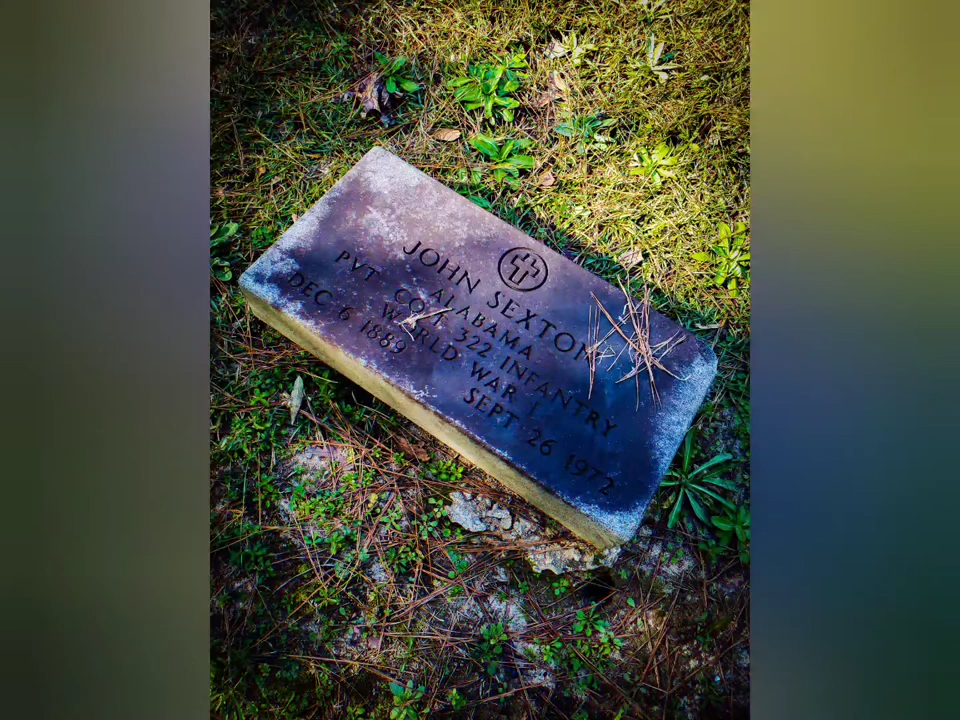 JOHN SEXTON
ALABAMA
PVT CO I 322 INFANTRY
WORLD WAR I
DEC 6 1889 SEPT 26 1972